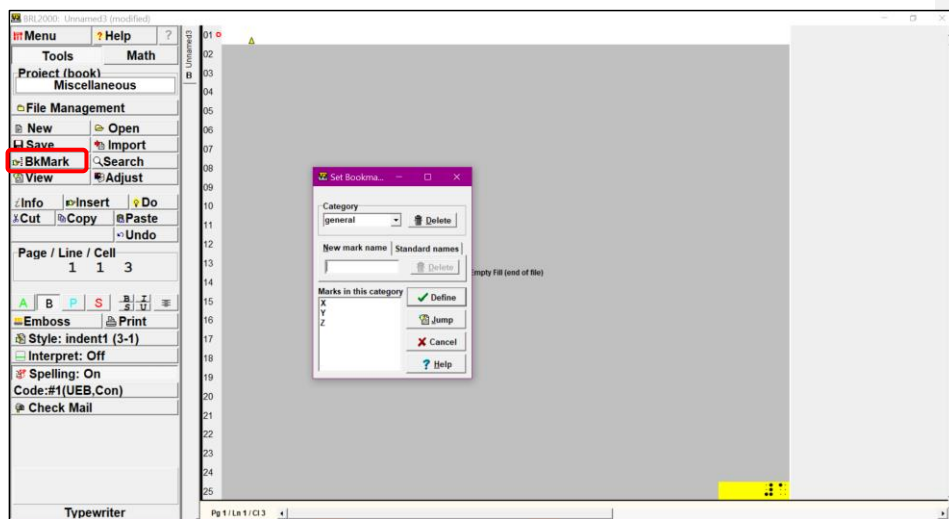 BRL2000: Unnamed3 (modified)
Menu ? Help ?
Tools Math
Project (book)
Miscellaneous
File Management
New Open
Save Import
BkMark Search
View Adjust
Info Insert Do
Cut Copy Paste
Undo
Page / Line / Cell
1 1 3
A B P S B I S U
Emboss Print
Style: indent1 (3-1)
Interpret: Off
Spelling: On
Code:#1(UEB,Con)
Check Mail
Typewriter
Unnamed3
B
01
02
03
04
05
06
07
08
09
10
11
12
13
14
15
16
17
18
19
20
21
22
23
24
25
Set Bookma...
Category
general Delete
New mark name Standard names
Delete
Marks in this category
X
Y
Z
Define
Jump
Cancel
? Help
mpty Fill (end of file)
Pg 1 / Ln 1 / Cl 3